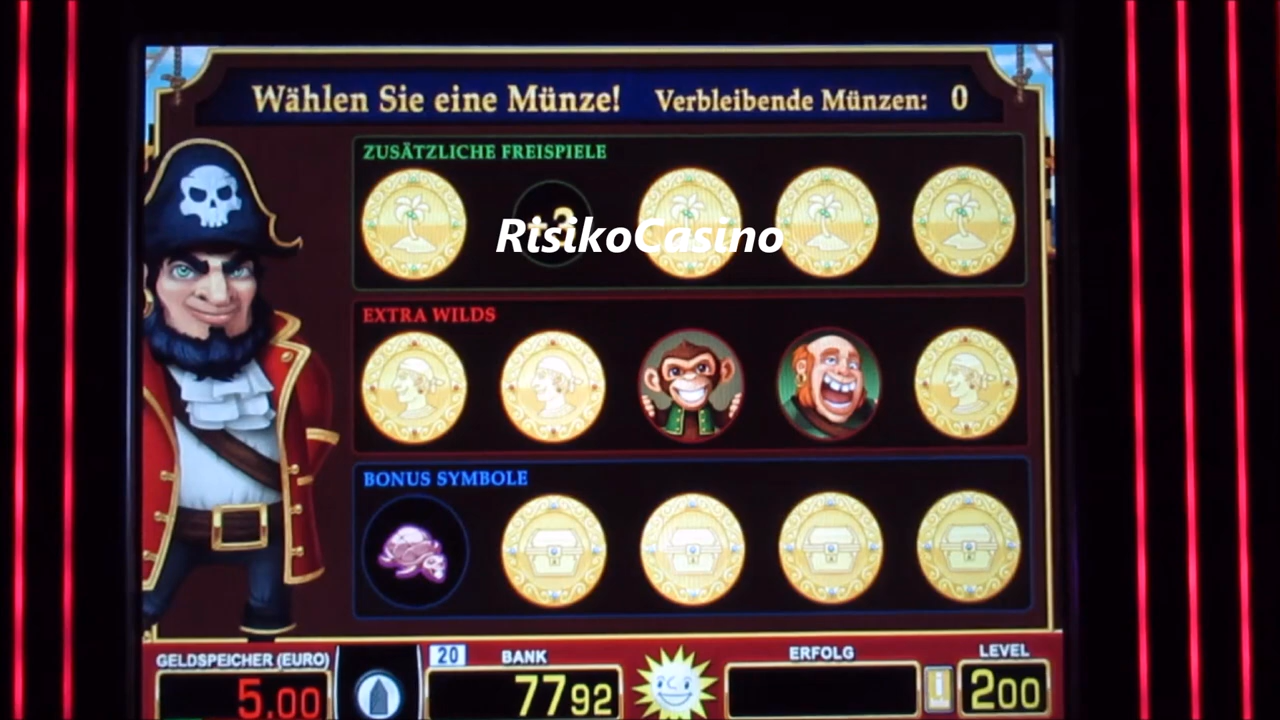 Wählen Sie eine Münze! Verbleibende Münzen: 0
ZUSÄTZLICHE FREISPIELE
+3
RisikoCasino
EXTRA WILDS
BONUS SYMBOLE
GELDSPEICHER (EURO) 20 BANK ERFOLG LEVEL
5.00 7792 200